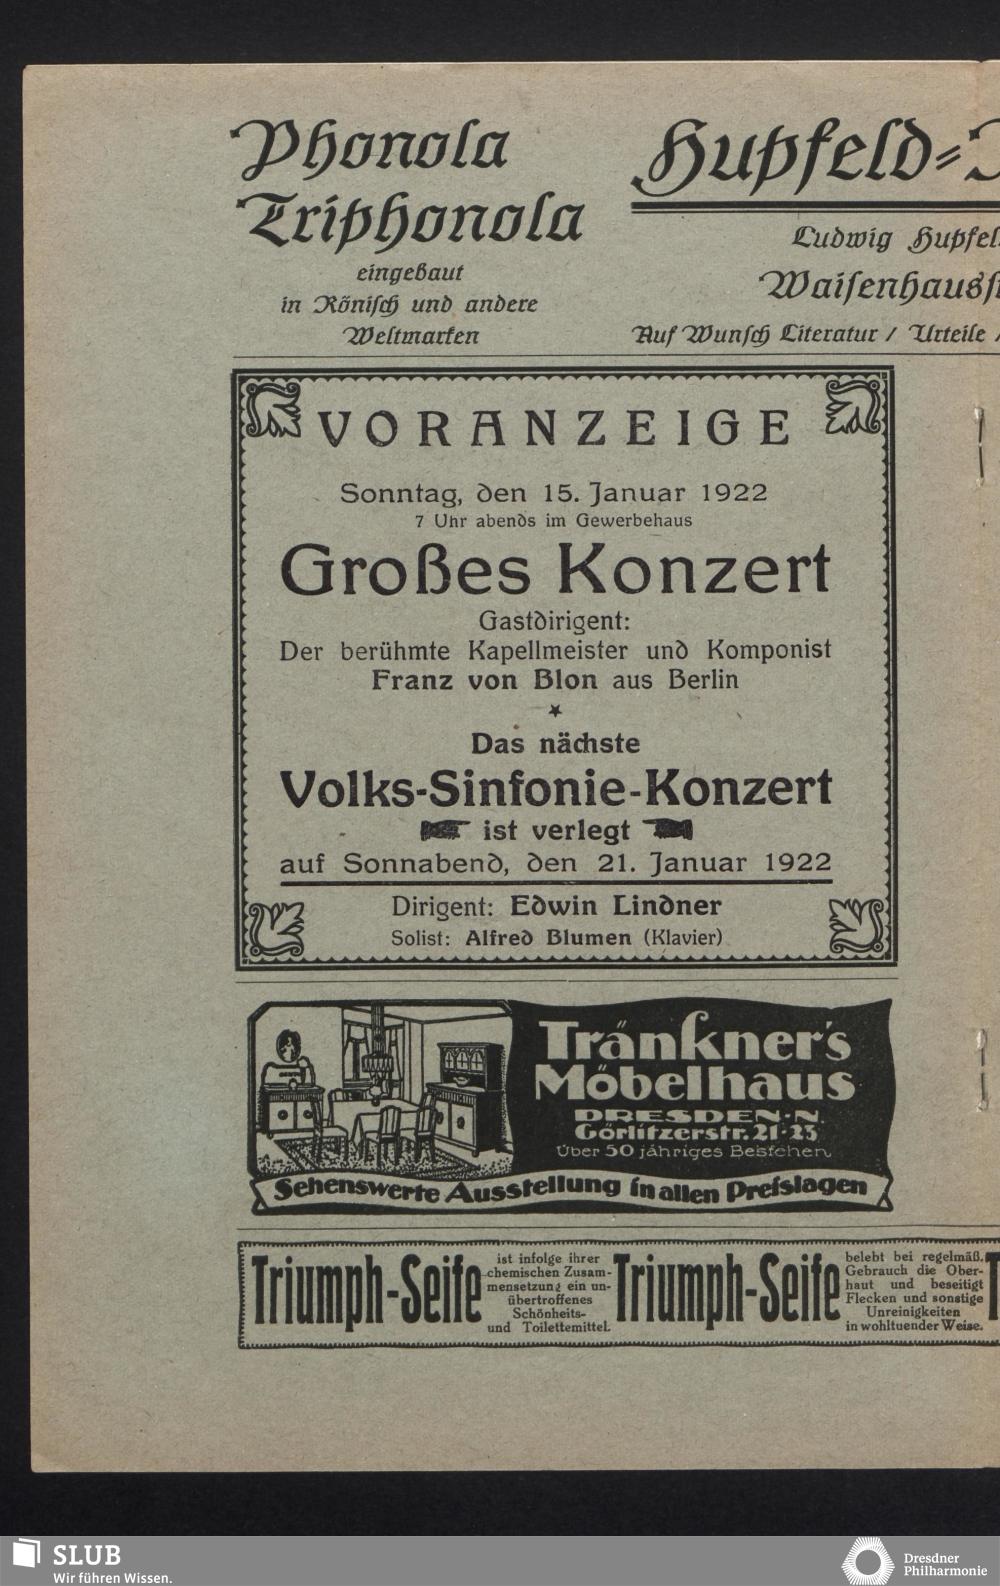 Phonola
Triphonola
eingebaut
in Rönisch und andere
Weltmarken
Hupfeld-
Ludwig
Auf Wunsch Literatur / Urteile /
VORANZEIGE
Sonntag, den 15. Januar 1922
7 Uhr abends im Gewerbehaus
Großes Konzert
Gastdirigent:
Der berühmte Kapellmeister und Komponist
Franz von Blon aus Berlin
Das nächste
Volks-Sinfonie-Konzert
ist verlegt
auf Sonnabend, den 21. Januar 1922
Dirigent: Edwin Lindner
Solist: Alfred Blumen (Klavier)
Tränkner's
Möbelhaus
DRESDEN-N.
Görlitzerstr. 21-23
Über 50 jähriges Bestehen
Sehenswerte Ausstellung in allen Preislagen
Triumph-Seife
ist infolge ihrer
chemischen Zusam-
mensetzung ein un-
übertroffenes
Schönheits-
und Toilettemittel.
Triumph-Seife
belebt bei regelmäß.
Gebrauch die Ober-
haut und beseitigt
Flecken und sonstige
Unreinigkeiten
in wohltuender Weise.
SLUB
Wir führen Wissen.
Dresdner
Philharmonie